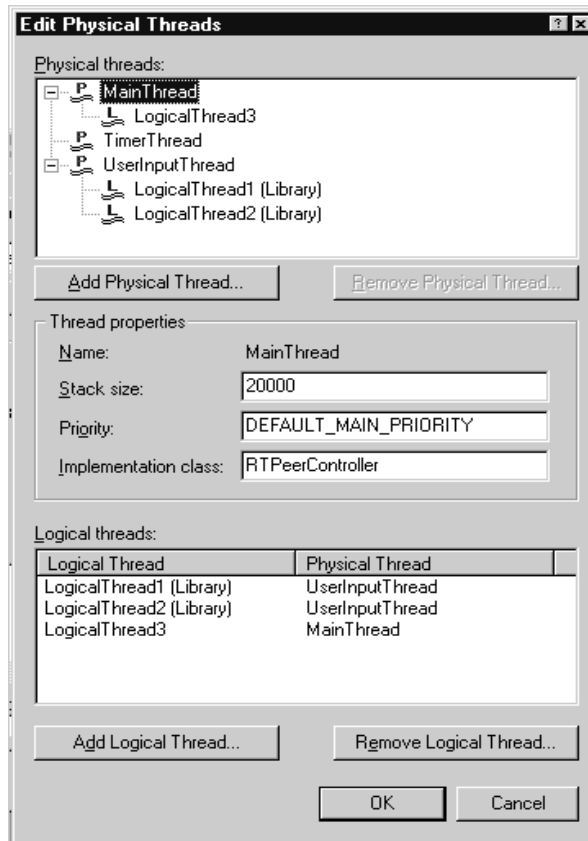 Edit Physical Threads
Physical threads:
MainThread
LogicalThread3
TimerThread
UserInputThread
LogicalThread1 (Library)
LogicalThread2 (Library)
Add Physical Thread...
Remove Physical Thread...
Thread properties
Name: MainThread
Stack size: 20000
Priority: DEFAULT_MAIN_PRIORITY
Implementation class: RTPeerController
Logical threads:
Logical Thread Physical Thread
LogicalThread1 (Library) UserInputThread
LogicalThread2 (Library) UserInputThread
LogicalThread3 MainThread
Add Logical Thread... Remove Logical Thread...
OK Cancel